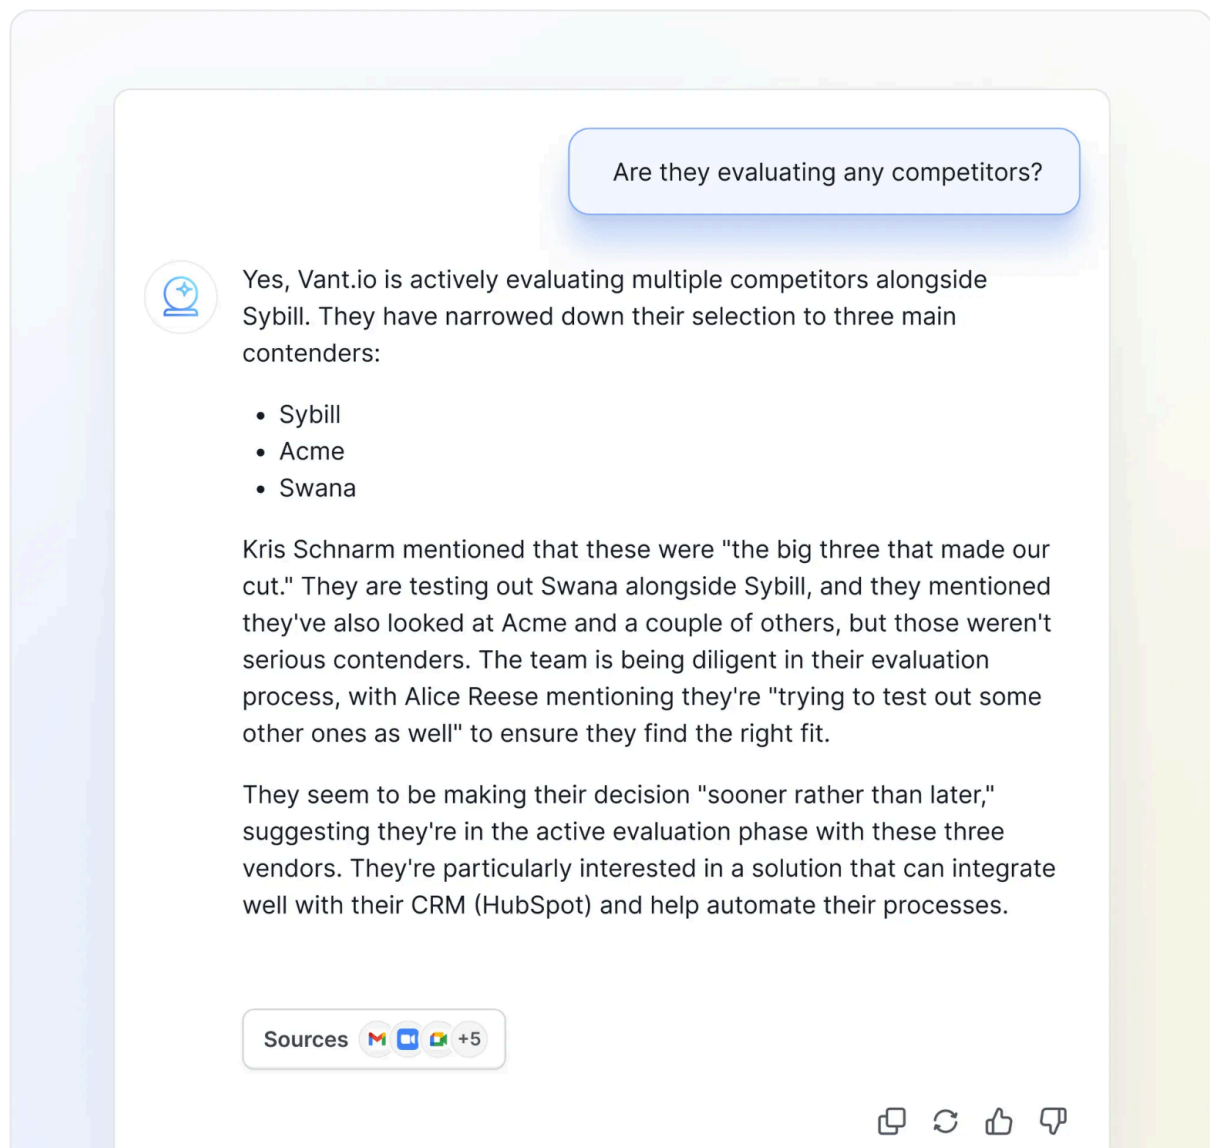 Are they evaluating any competitors?
Yes, Vant.io is actively evaluating multiple competitors alongside
Sybill. They have narrowed down their selection to three main
contenders:
• Sybill
• Acme
• Swana
Kris Schnarm mentioned that these were "the big three that made our
cut." They are testing out Swana alongside Sybill, and they mentioned
they've also looked at Acme and a couple of others, but those weren't
serious contenders. The team is being diligent in their evaluation
process, with Alice Reese mentioning they're "trying to test out some
other ones as well" to ensure they find the right fit.
They seem to be making their decision "sooner rather than later,"
suggesting they're in the active evaluation phase with these three
vendors. They're particularly interested in a solution that can integrate
well with their CRM (HubSpot) and help automate their processes.
Sources +5